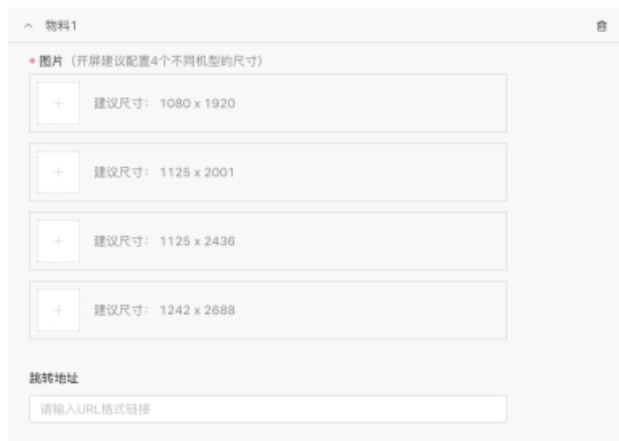 物料1
* 图片（开屏建议配置4个不同机型的尺寸）
建议尺寸： 1080 x 1920
建议尺寸： 1125 x 2001
建议尺寸： 1125 x 2436
建议尺寸： 1242 x 2688
跳转地址
请输入URL格式链接